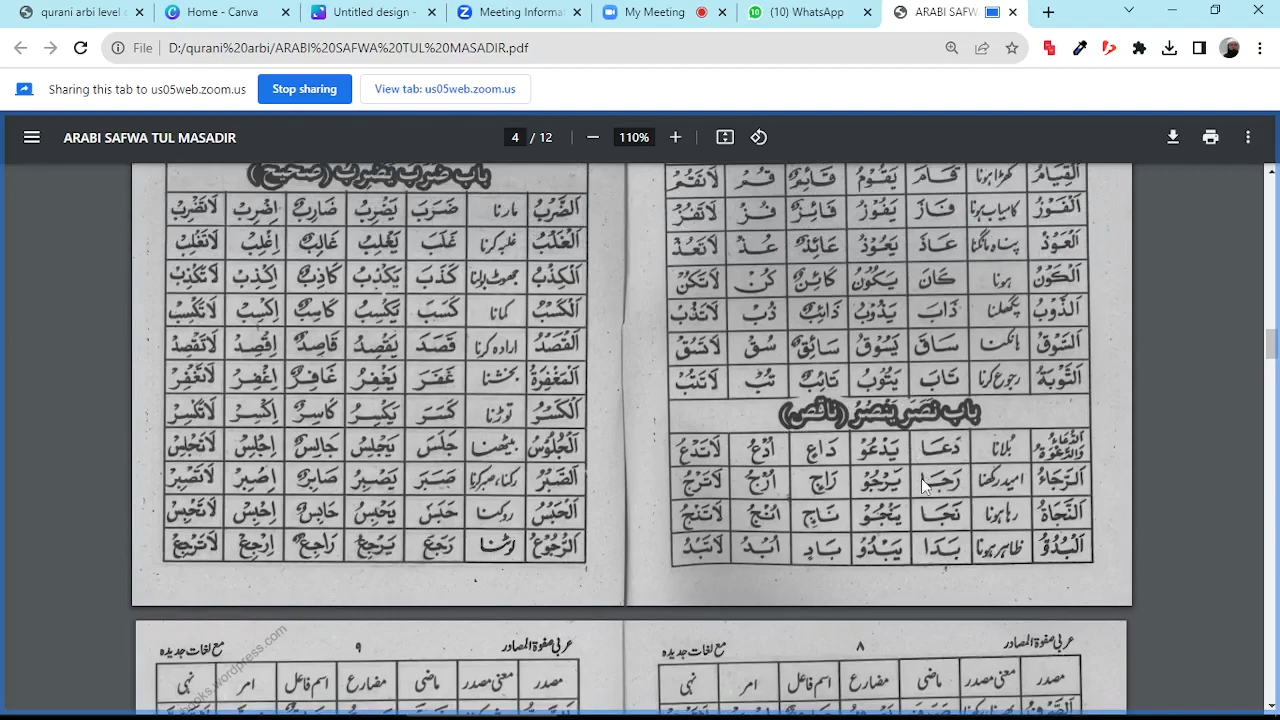 qurani arbi level c
Home - Canva
Untitled design -
Meeting Informa
My Meeting
10
(10) WhatsApp
ARABI SAFW
File
D:/qurani%20arbi/ARABI%20SAFWA%20TUL%20MASADIR.pdf
Sharing this tab to us05web.zoom.us
Stop sharing
View tab: us05web.zoom.us
ARABI SAFWA TUL MASADIR
4 / 12
110%
اَلْقِيَامُ کھڑا ہونا قَامَ يَقُوْمُ قَائِمٌ قُمْ لَاتَقُمْ
اَلْفَوْزُ کامیاب ہونا فَازَ يَفُوْزُ فَائِزٌ فُزْ لَاتَفُزْ
اَلْعَوْذُ پناہ مانگنا عَاذَ يَعُوْذُ عَائِذٌ عُذْ لَاتَعُذْ
اَلْكَوْنُ ہونا كَانَ يَكُوْنُ كَائِنٌ كُنْ لَاتَكُنْ
اَلذَّوْبُ پگھلنا ذَابَ يَذُوْبُ ذَائِبٌ ذُبْ لَاتَذُبْ
اَلسَّوْقُ ہانکنا سَاقَ يَسُوْقُ سَائِقٌ سُقْ لَاتَسُقْ
اَلتَّوْبَةُ رجوع کرنا تَابَ يَتُوْبُ تَائِبٌ تُبْ لَاتَتُبْ
باب نَصَرَ يَنْصُرُ (ناقص)
اَلدُّعَاءُ وَالدَّعْوَةُ بُلانا دَعَا يَدْعُوْ دَاعٍ اُدْعُ لَاتَدْعُ
اَلرَّجَاءُ امید رکھنا رَجَا يَرْجُوْ رَاجٍ اُرْجُ لَاتَرْجُ
اَلنَّجَاةُ رہا ہونا نَجَا يَنْجُوْ نَاجٍ اُنْجُ لَاتَنْجُ
اَلْبُدُوُّ ظاہر ہونا بَدَا يَبْدُوْ بَادٍ اُبْدُ لَاتَبْدُ
باب ضَرَبَ يَضْرِبُ (صحیح)
اَلضَّرْبُ مارنا ضَرَبَ يَضْرِبُ ضَارِبٌ اِضْرِبْ لَاتَضْرِبْ
اَلْغَلَبُ غلبہ کرنا غَلَبَ يَغْلِبُ غَالِبٌ اِغْلِبْ لَاتَغْلِبْ
اَلْكِذْبُ جھوٹ بولنا كَذَبَ يَكْذِبُ كَاذِبٌ اِكْذِبْ لَاتَكْذِبْ
اَلْكَسْبُ کمانا كَسَبَ يَكْسِبُ كَاسِبٌ اِكْسِبْ لَاتَكْسِبْ
اَلْقَصْدُ ارادہ کرنا قَصَدَ يَقْصِدُ قَاصِدٌ اِقْصِدْ لَاتَقْصِدْ
اَلْمَغْفِرَةُ بخشنا غَفَرَ يَغْفِرُ غَافِرٌ اِغْفِرْ لَاتَغْفِرْ
اَلْكَسْرُ توڑنا كَسَرَ يَكْسِرُ كَاسِرٌ اِكْسِرْ لَاتَكْسِرْ
اَلْجُلُوْسُ بیٹھنا جَلَسَ يَجْلِسُ جَالِسٌ اِجْلِسْ لَاتَجْلِسْ
اَلصَّبْرُ رکنا، صبر کرنا صَبَرَ يَصْبِرُ صَابِرٌ اِصْبِرْ لَاتَصْبِرْ
اَلْحَبْسُ روکنا حَبَسَ يَحْبِسُ حَابِسٌ اِحْبِسْ لَاتَحْبِسْ
اَلرُّجُوْعُ لوٹنا رَجَعَ يَرْجِعُ رَاجِعٌ اِرْجِعْ لَاتَرْجِعْ
عربی صفوۃ المصادر ٨ مع لغات جدیدہ
مصدر معنی مصدر ماضی مضارع اسم فاعل امر نہی
عربی صفوۃ المصادر ٩ مع لغات جدیدہ
مصدر معنی مصدر ماضی مضارع اسم فاعل امر نہی
books.wordpress.com